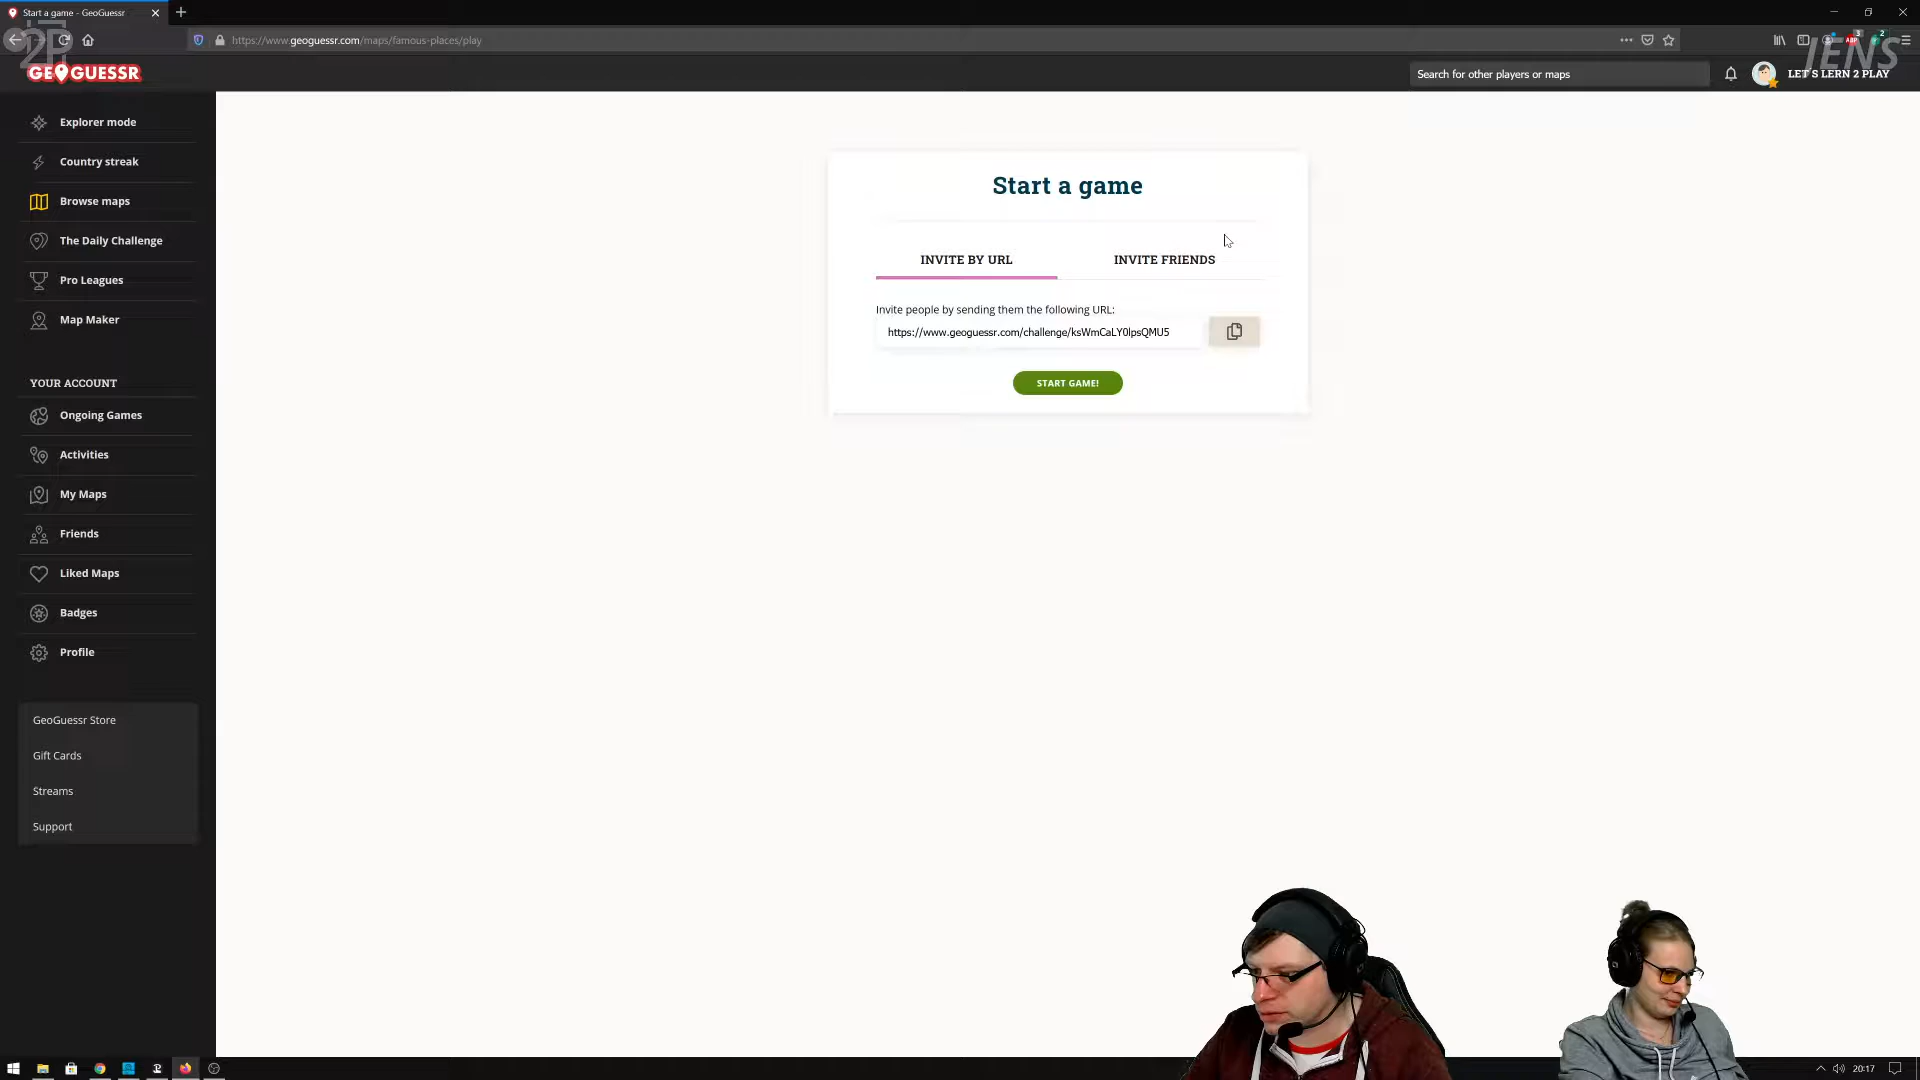 Start a game - GeoGuessr
2P
https://www.geoguessr.com/maps/famous-places/play
JENS
GEOGUESSR
Search for other players or maps
LET'S LERN 2 PLAY
Explorer mode
Country streak
Browse maps
The Daily Challenge
Pro Leagues
Map Maker
YOUR ACCOUNT
Ongoing Games
Activities
My Maps
Friends
Liked Maps
Badges
Profile
GeoGuessr Store
Gift Cards
Streams
Support
Start a game
INVITE BY URL
INVITE FRIENDS
Invite people by sending them the following URL:
https://www.geoguessr.com/challenge/ksWmCaLY0lpsQMU5
START GAME!
20:17